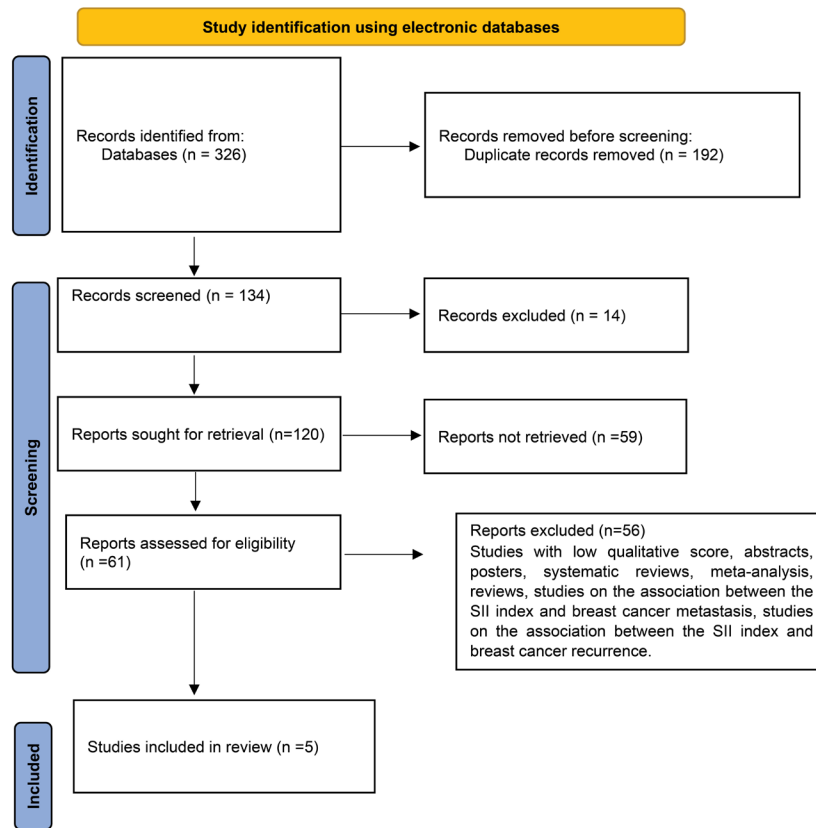 Study identification using electronic databases
Identification
Records identified from:
Databases (n = 326)
Records removed before screening:
Duplicate records removed (n = 192)
Screening
Records screened (n = 134)
Records excluded (n = 14)
Reports sought for retrieval (n=120)
Reports not retrieved (n =59)
Reports assessed for eligibility
(n =61)
Reports excluded (n=56)
Studies with low qualitative score, abstracts,
posters, systematic reviews, meta-analysis,
reviews, studies on the association between the
SII index and breast cancer metastasis, studies
on the association between the SII index and
breast cancer recurrence.
Included
Studies included in review (n =5)